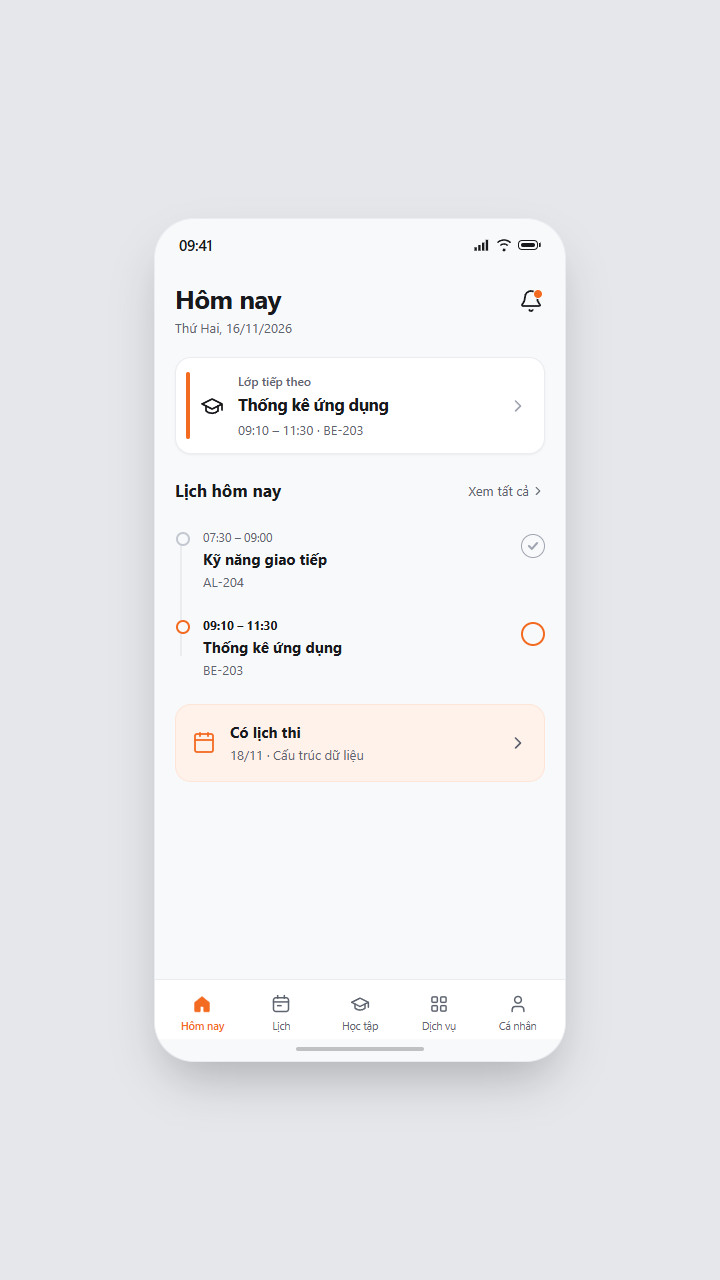 09:41
Hôm nay
Thứ Hai, 16/11/2026
Lớp tiếp theo
Thống kê ứng dụng
09:10 – 11:30 · BE-203
Lịch hôm nay
Xem tất cả
07:30 – 09:00
Kỹ năng giao tiếp
AL-204
09:10 – 11:30
Thống kê ứng dụng
BE-203
Có lịch thi
18/11 · Cấu trúc dữ liệu
Hôm nay
Lịch
Học tập
Dịch vụ
Cá nhân